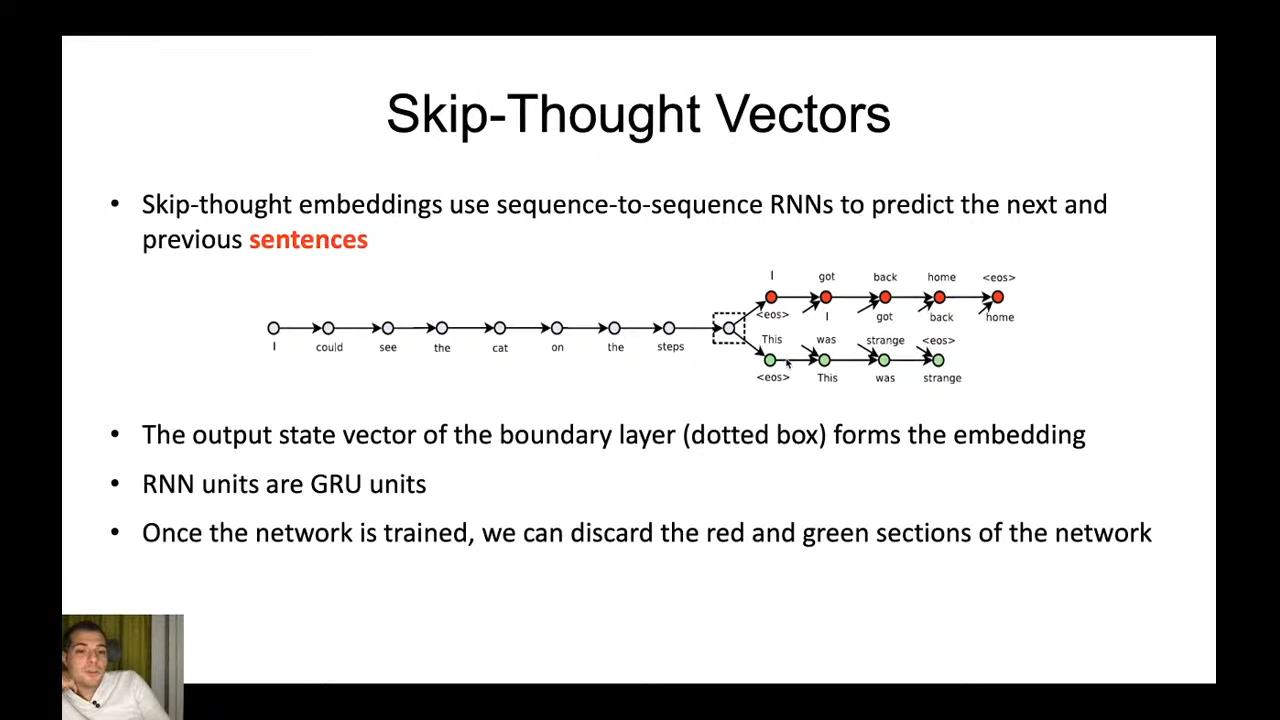 Skip-Thought Vectors
• Skip-thought embeddings use sequence-to-sequence RNNs to predict the next and
previous sentences
I got back home <eos>
<eos> I got back home
I could see the cat on the steps
This was strange <eos>
<eos> This was strange
• The output state vector of the boundary layer (dotted box) forms the embedding
• RNN units are GRU units
• Once the network is trained, we can discard the red and green sections of the network